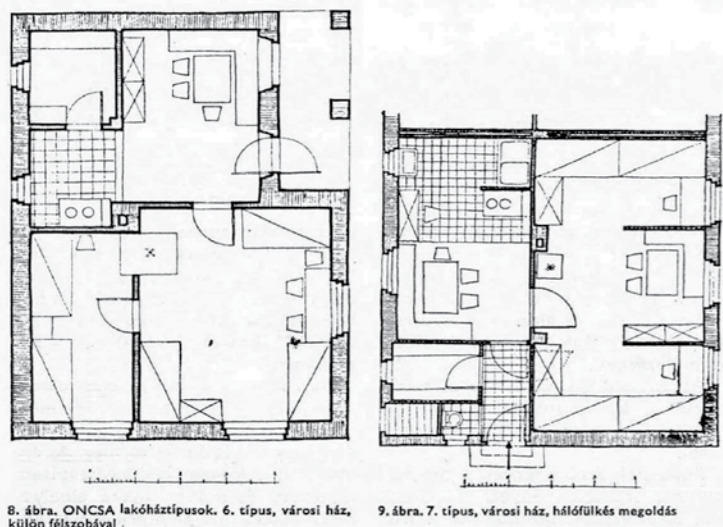 8. ábra. ONCSA lakóháztípusok. 6. típus, városi ház,
külön félszobával.
9. ábra. 7. típus, városi ház, hálófülkés megoldás